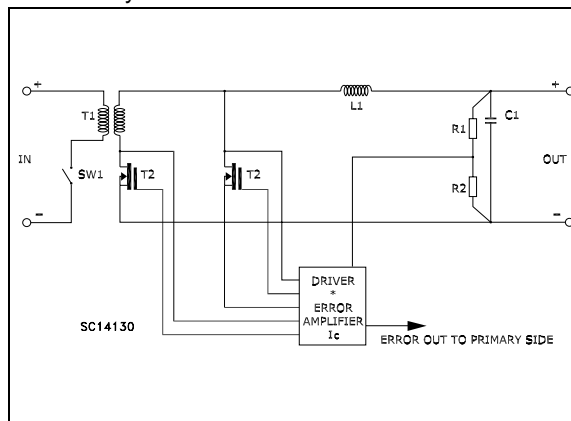 +
+
T1
L1
R1
C1
IN
SW1
T2
T2
R2
OUT
−
−
DRIVER
*
ERROR
AMPLIFIER
Ic
SC14130
ERROR OUT TO PRIMARY SIDE